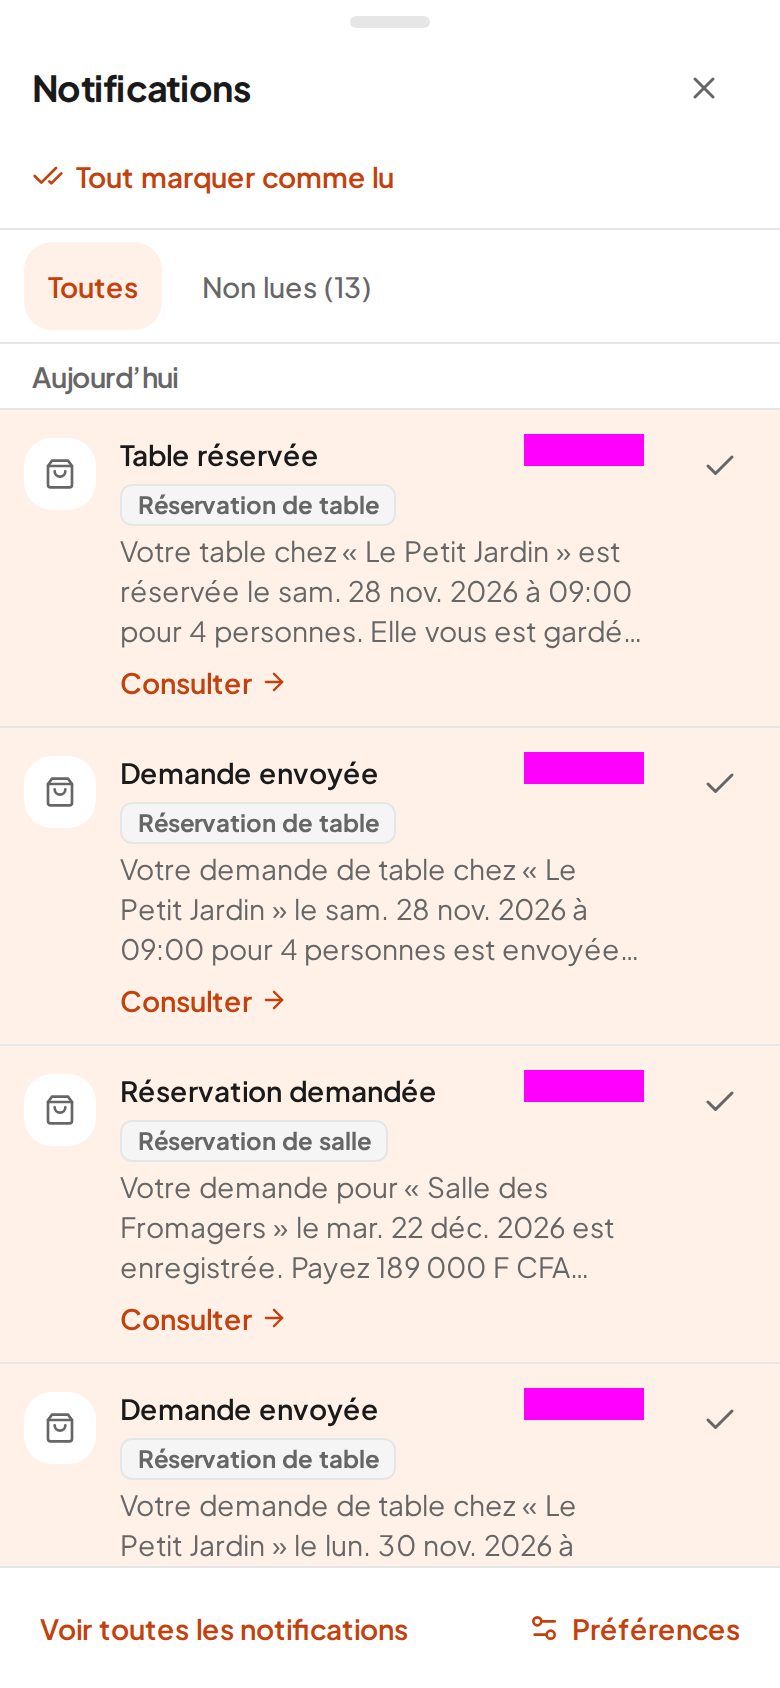 Notifications
Tout marquer comme lu
Toutes
Non lues (13)
Aujourd’hui
Table réservée
Réservation de table
Votre table chez « Le Petit Jardin » est
réservée le sam. 28 nov. 2026 à 09:00
pour 4 personnes. Elle vous est gardé…
Consulter
Demande envoyée
Réservation de table
Votre demande de table chez « Le
Petit Jardin » le sam. 28 nov. 2026 à
09:00 pour 4 personnes est envoyée…
Consulter
Réservation demandée
Réservation de salle
Votre demande pour « Salle des
Fromagers » le mar. 22 déc. 2026 est
enregistrée. Payez 189 000 F CFA…
Consulter
Demande envoyée
Réservation de table
Votre demande de table chez « Le
Petit Jardin » le lun. 30 nov. 2026 à
Voir toutes les notifications
Préférences